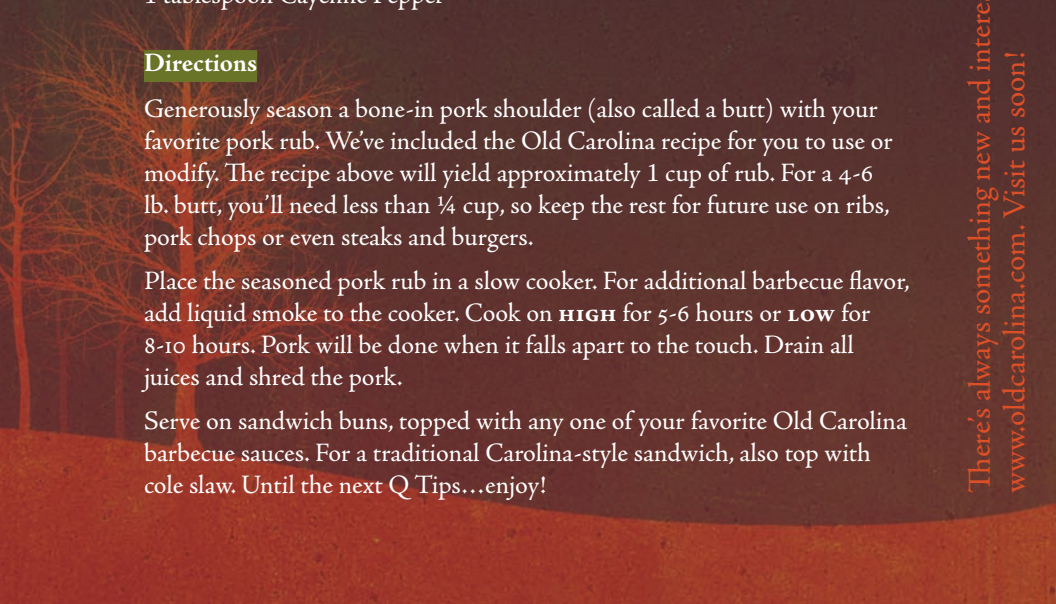 1 tablespoon Cayenne Pepper
Directions
Generously season a bone-in pork shoulder (also called a butt) with your
favorite pork rub. We've included the Old Carolina recipe for you to use or
modify. The recipe above will yield approximately 1 cup of rub. For a 4-6
lb. butt, you'll need less than ¼ cup, so keep the rest for future use on ribs,
pork chops or even steaks and burgers.
Place the seasoned pork rub in a slow cooker. For additional barbecue flavor,
add liquid smoke to the cooker. Cook on HIGH for 5-6 hours or LOW for
8-10 hours. Pork will be done when it falls apart to the touch. Drain all
juices and shred the pork.
Serve on sandwich buns, topped with any one of your favorite Old Carolina
barbecue sauces. For a traditional Carolina-style sandwich, also top with
cole slaw. Until the next Q Tips...enjoy!
There's always something new and
www.oldcarolina.com. Visit us soon!